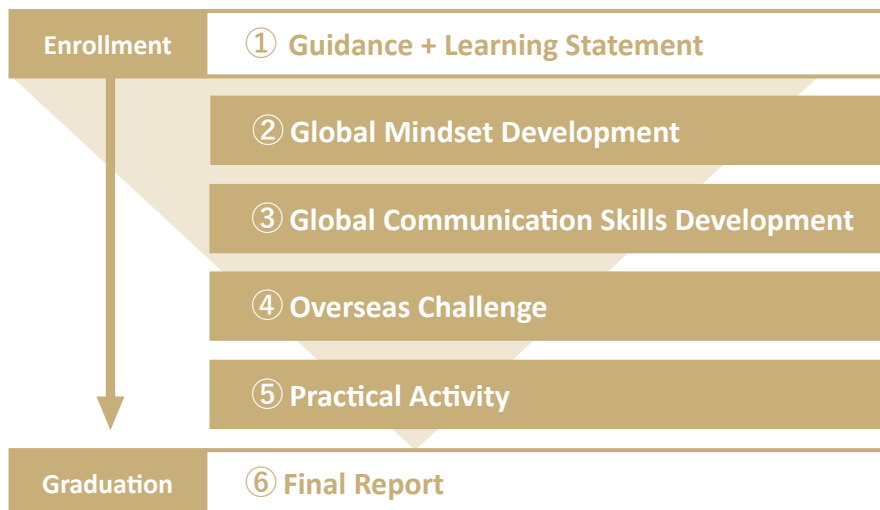 Enrollment
① Guidance + Learning Statement
② Global Mindset Development
③ Global Communication Skills Development
④ Overseas Challenge
⑤ Practical Activity
Graduation
⑥ Final Report